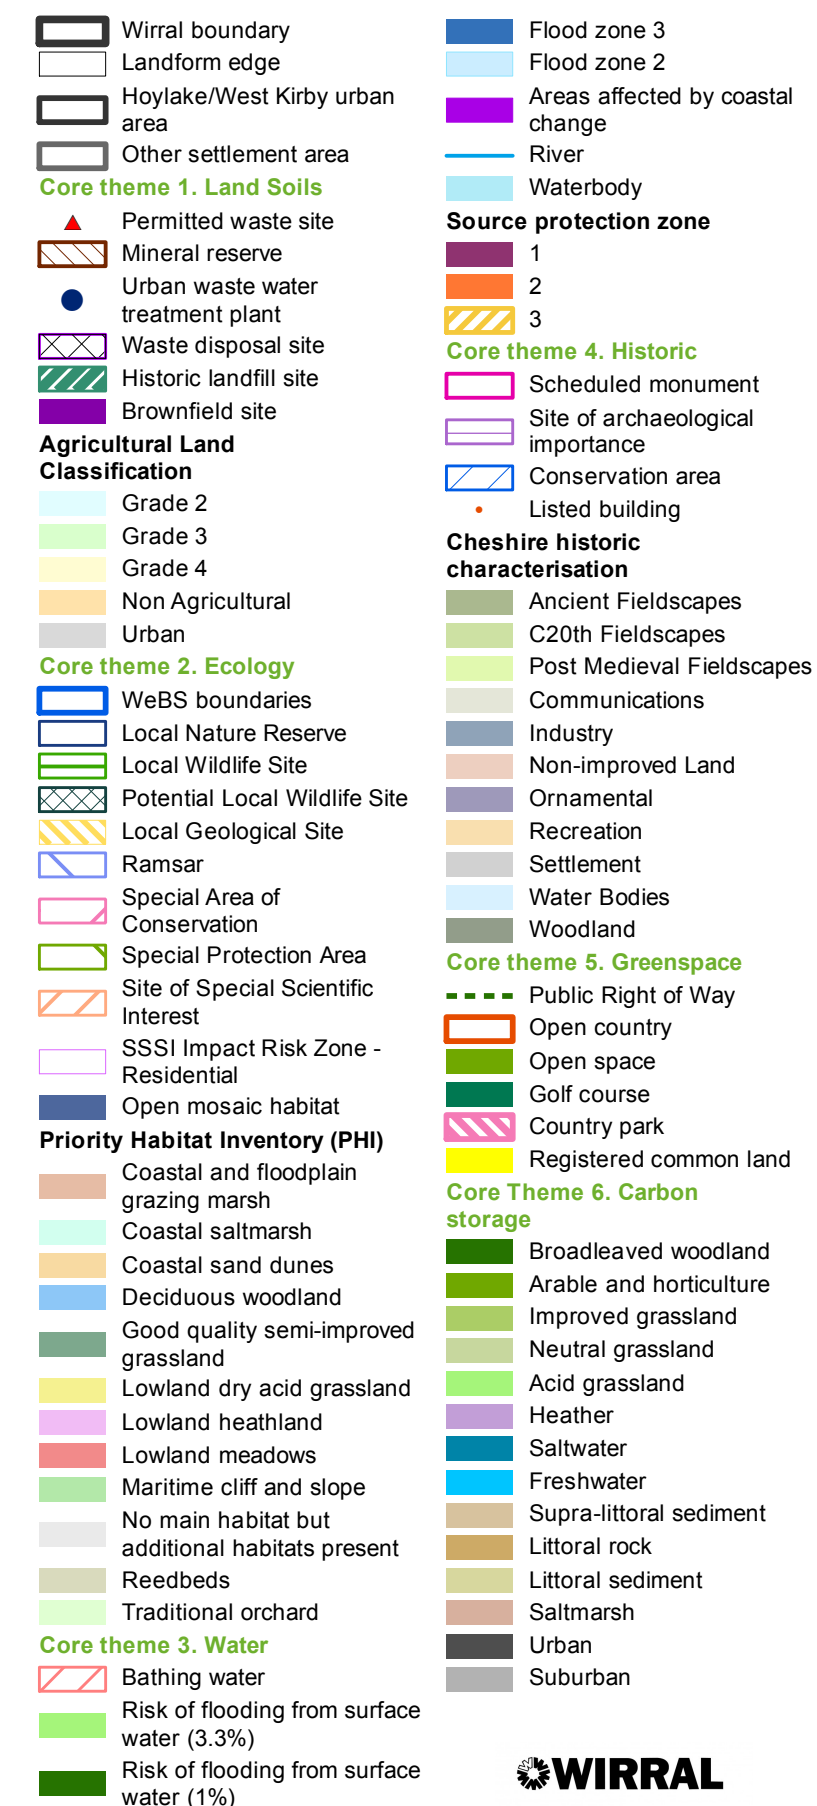 Wirral boundary
Landform edge
Hoylake/West Kirby urban
area
Other settlement area
Core theme 1. Land Soils
Permitted waste site
Mineral reserve
Urban waste water
treatment plant
Waste disposal site
Historic landfill site
Brownfield site
Agricultural Land
Classification
Grade 2
Grade 3
Grade 4
Non Agricultural
Urban
Core theme 2. Ecology
WeBS boundaries
Local Nature Reserve
Local Wildlife Site
Potential Local Wildlife Site
Local Geological Site
Ramsar
Special Area of
Conservation
Special Protection Area
Site of Special Scientific
Interest
SSSI Impact Risk Zone -
Residential
Open mosaic habitat
Priority Habitat Inventory (PHI)
Coastal and floodplain
grazing marsh
Coastal saltmarsh
Coastal sand dunes
Deciduous woodland
Good quality semi-improved
grassland
Lowland dry acid grassland
Lowland heathland
Lowland meadows
Maritime cliff and slope
No main habitat but
additional habitats present
Reedbeds
Traditional orchard
Core theme 3. Water
Bathing water
Risk of flooding from surface
water (3.3%)
Risk of flooding from surface
water (1%)
Flood zone 3
Flood zone 2
Areas affected by coastal
change
River
Waterbody
Source protection zone
1
2
3
Core theme 4. Historic
Scheduled monument
Site of archaeological
importance
Conservation area
Listed building
Cheshire historic
characterisation
Ancient Fieldscapes
C20th Fieldscapes
Post Medieval Fieldscapes
Communications
Industry
Non-improved Land
Ornamental
Recreation
Settlement
Water Bodies
Woodland
Core theme 5. Greenspace
Public Right of Way
Open country
Open space
Golf course
Country park
Registered common land
Core Theme 6. Carbon
storage
Broadleaved woodland
Arable and horticulture
Improved grassland
Neutral grassland
Acid grassland
Heather
Saltwater
Freshwater
Supra-littoral sediment
Littoral rock
Littoral sediment
Saltmarsh
Urban
Suburban
WIRRAL